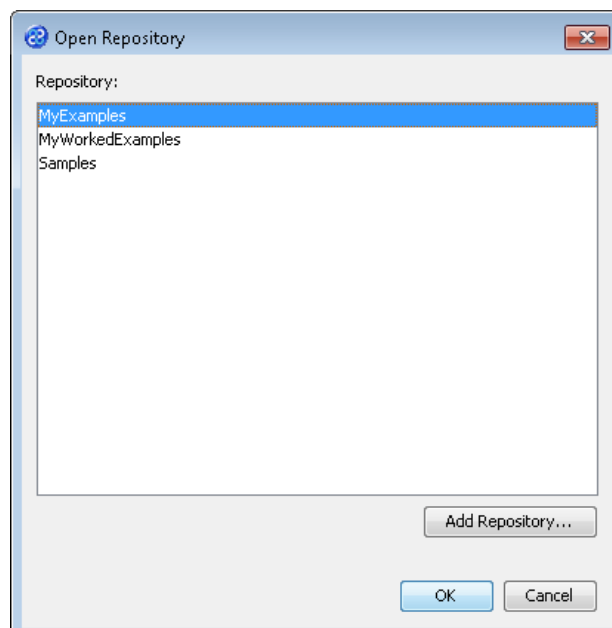 Open Repository
Repository:
MyExamples
MyWorkedExamples
Samples
Add Repository...
OK
Cancel